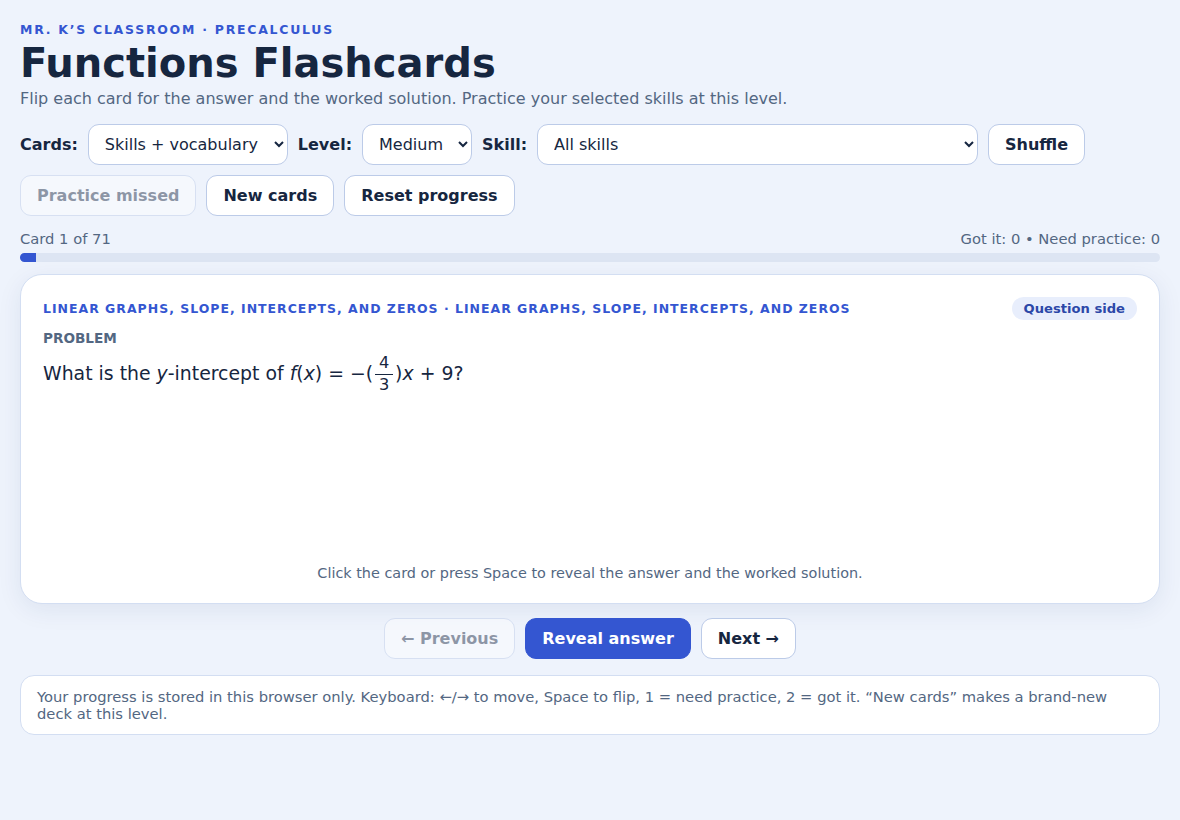 MR. K’S CLASSROOM · PRECALCULUS
Functions Flashcards
Flip each card for the answer and the worked solution. Practice your selected skills at this level.
Cards: Skills + vocabulary Level: Medium Skill: All skills Shuffle
Practice missed New cards Reset progress
Card 1 of 71 Got it: 0 • Need practice: 0
LINEAR GRAPHS, SLOPE, INTERCEPTS, AND ZEROS · LINEAR GRAPHS, SLOPE, INTERCEPTS, AND ZEROS Question side
PROBLEM
What is the y-intercept of f(x) = −(4/3)x + 9?
Click the card or press Space to reveal the answer and the worked solution.
← Previous Reveal answer Next →
Your progress is stored in this browser only. Keyboard: ←/→ to move, Space to flip, 1 = need practice, 2 = got it. “New cards” makes a brand-new
deck at this level.